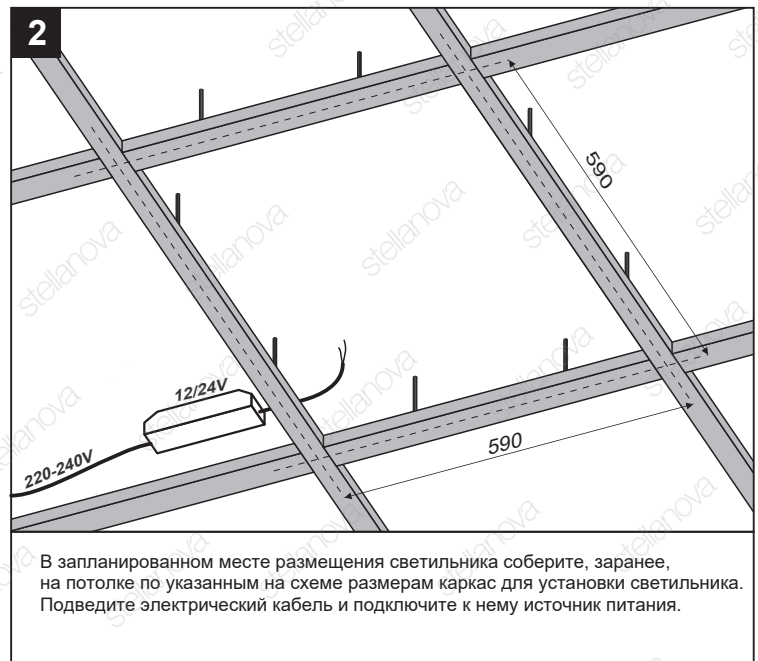 2
590
12/24V
220-240V
590
В запланированном месте размещения светильника соберите, заранее,
на потолке по указанным на схеме размерам каркас для установки светильника.
Подведите электрический кабель и подключите к нему источник питания.
stellanova